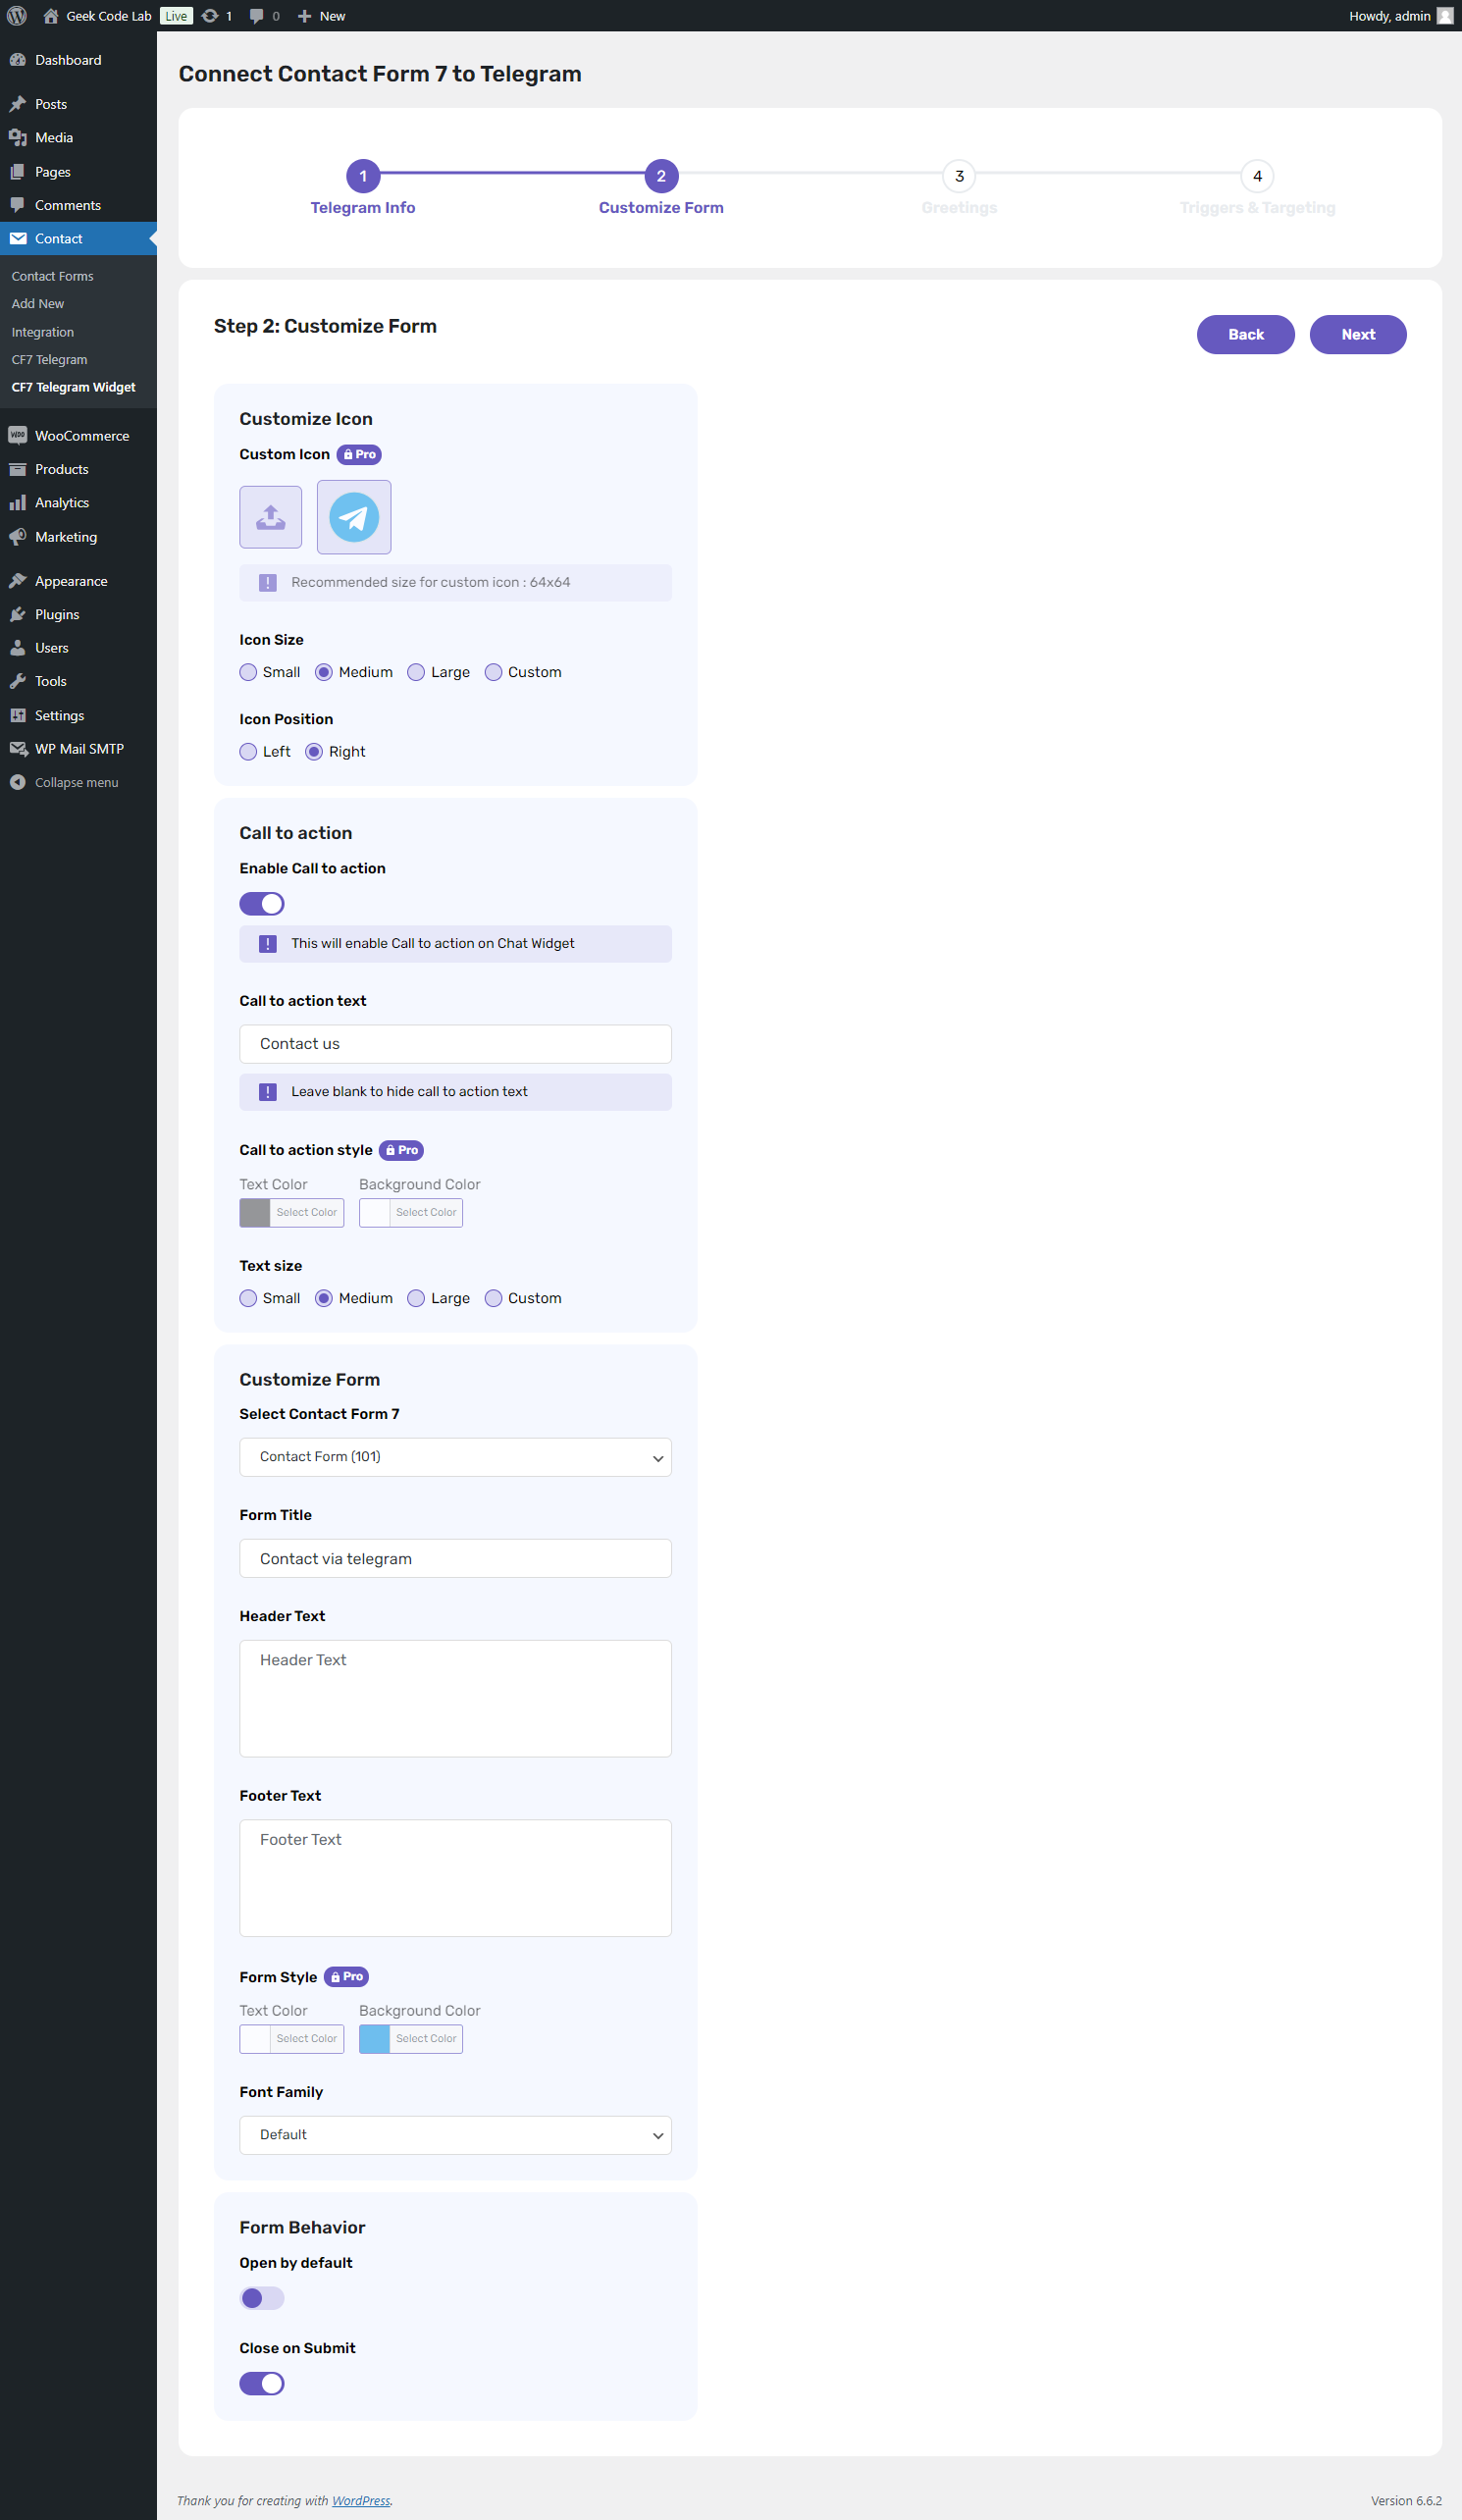 Geek Code Lab Live 1 0 New Howdy, admin
Dashboard
Posts
Media
Pages
Comments
Contact
Contact Forms
Add New
Integration
CF7 Telegram
CF7 Telegram Widget
WooCommerce
Products
Analytics
Marketing
Appearance
Plugins
Users
Tools
Settings
WP Mail SMTP
Collapse menu
Connect Contact Form 7 to Telegram
1 2 3 4
Telegram Info Customize Form Greetings Triggers & Targeting
Step 2: Customize Form
Back Next
Customize Icon
Custom Icon Pro
! Recommended size for custom icon : 64x64
Icon Size
Small Medium Large Custom
Icon Position
Left Right
Call to action
Enable Call to action
! This will enable Call to action on Chat Widget
Call to action text
Contact us
! Leave blank to hide call to action text
Call to action style Pro
Text Color Background Color
Select Color Select Color
Text size
Small Medium Large Custom
Customize Form
Select Contact Form 7
Contact Form (101)
Form Title
Contact via telegram
Header Text
Header Text
Footer Text
Footer Text
Form Style Pro
Text Color Background Color
Select Color Select Color
Font Family
Default
Form Behavior
Open by default
Close on Submit
Thank you for creating with WordPress. Version 6.6.2